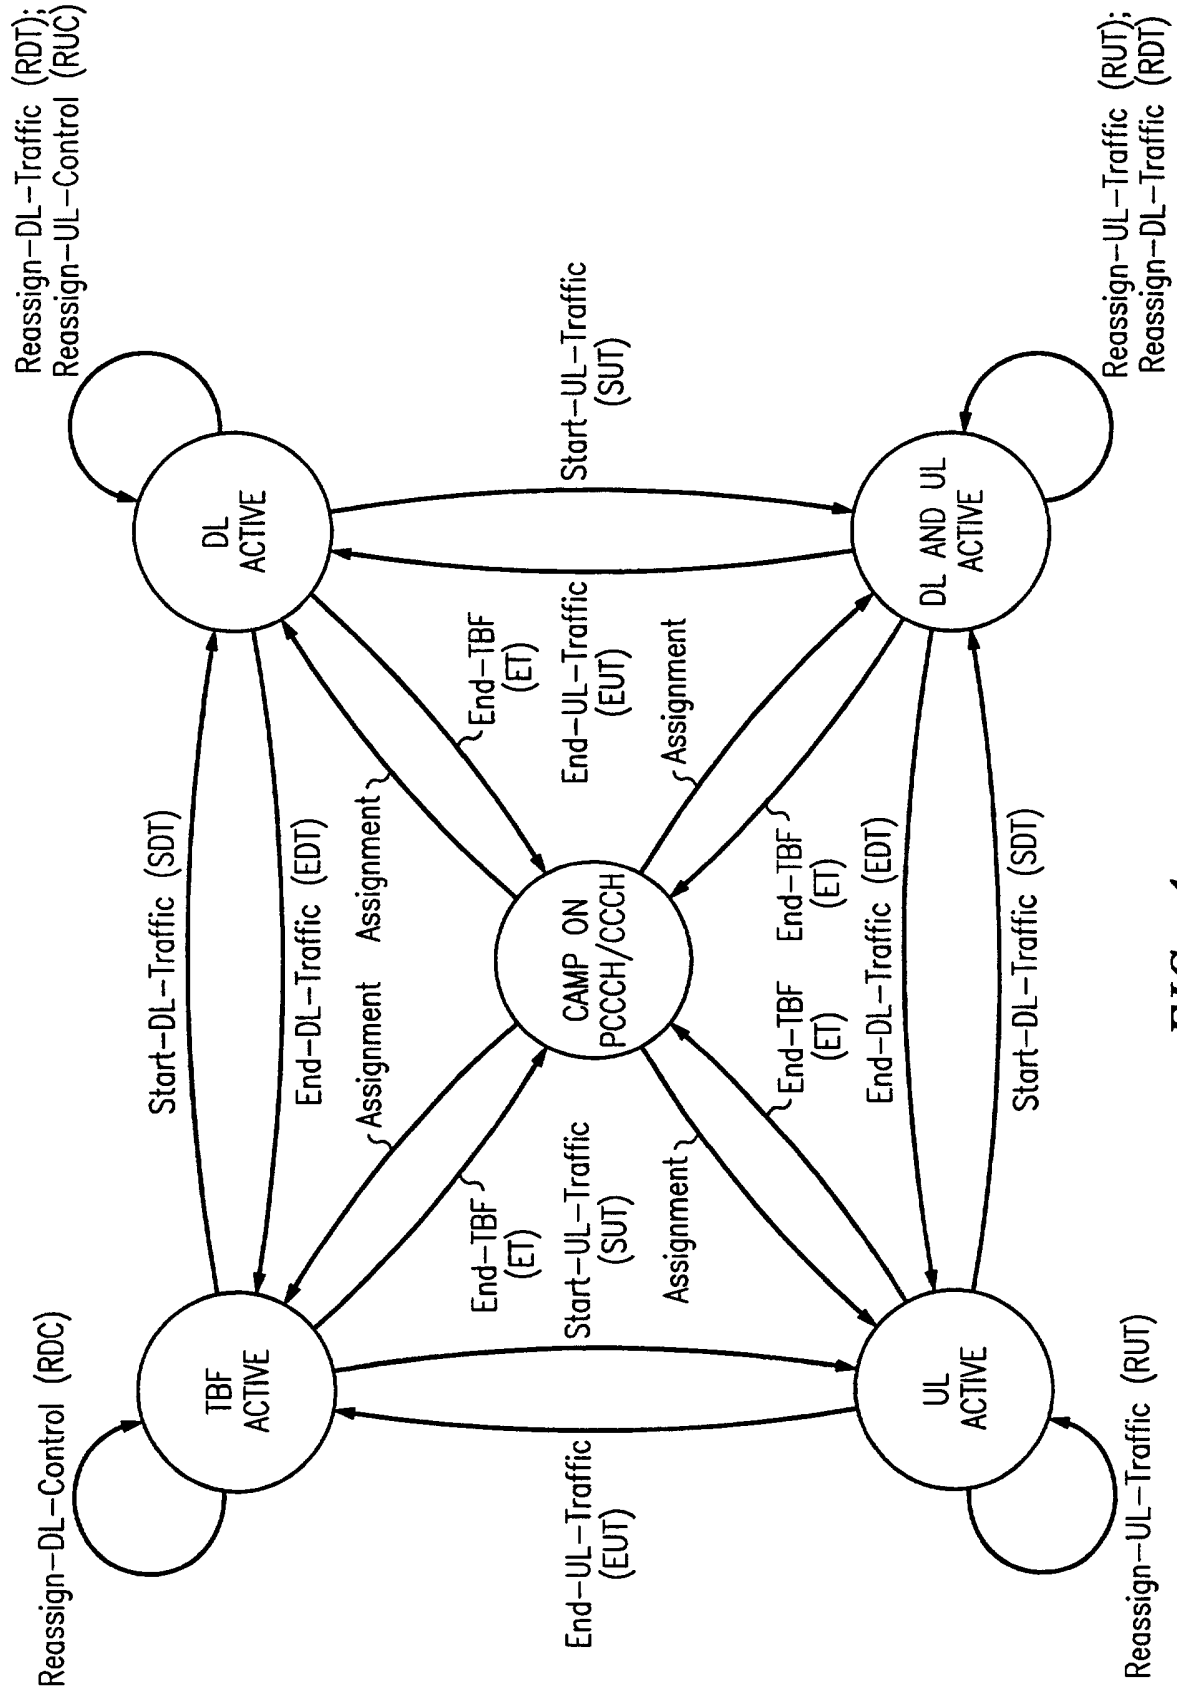 Reassign-DL-Control (RDC)
Reassign-DL-Traffic (RDT);
Reassign-UL-Control (RUC)
Start-DL-Traffic (SDT)
TBF
ACTIVE
DL
ACTIVE
End-DL-Traffic (EDT)
Assignment
Assignment
End-TBF
(ET)
End-TBF
(ET)
End-UL-Traffic
(EUT)
Start-UL-Traffic
(SUT)
CAMP ON
PCCCH/CCCH
End-UL-Traffic
(EUT)
Start-UL-Traffic
(SUT)
Assignment
Assignment
End-TBF
(ET)
End-TBF
(ET)
End-DL-Traffic (EDT)
UL
ACTIVE
DL AND UL
ACTIVE
Start-DL-Traffic (SDT)
Reassign-UL-Traffic (RUT)
Reassign-UL-Traffic (RUT);
Reassign-DL-Traffic (RDT)
FIG.